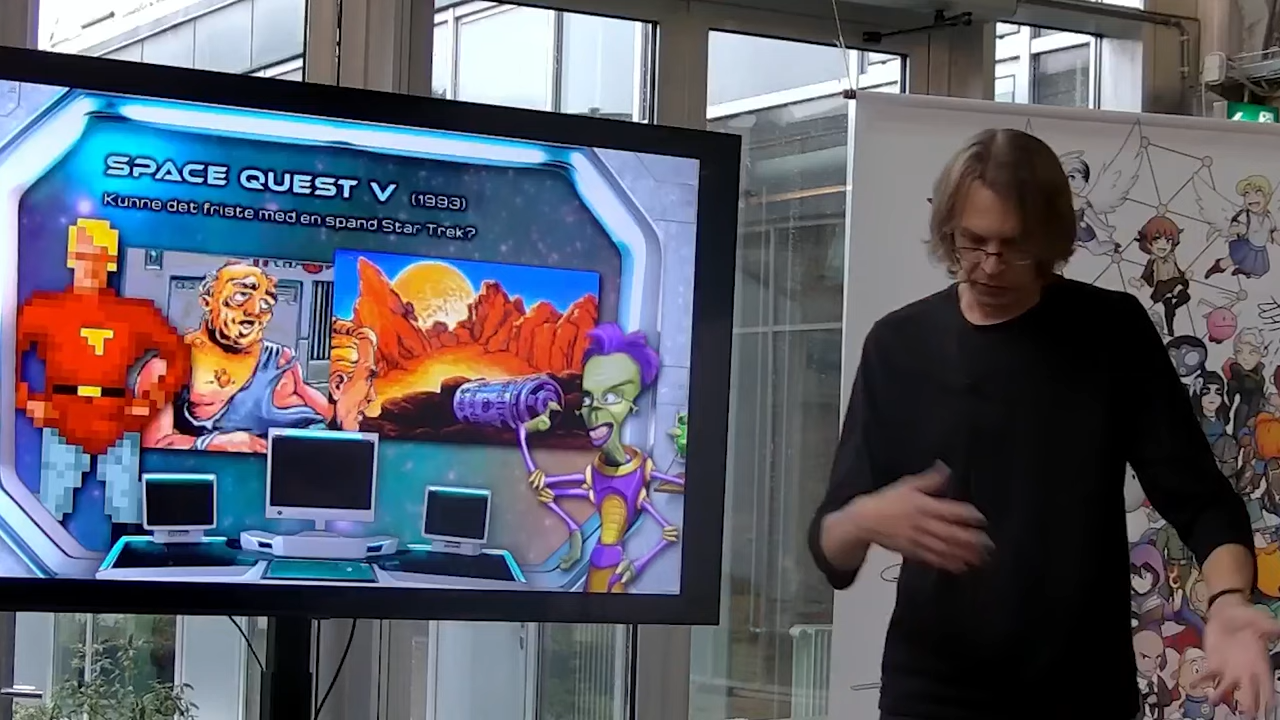 SPACE QUEST V (1993)
Kunne det friste med en spand Star Trek?
T